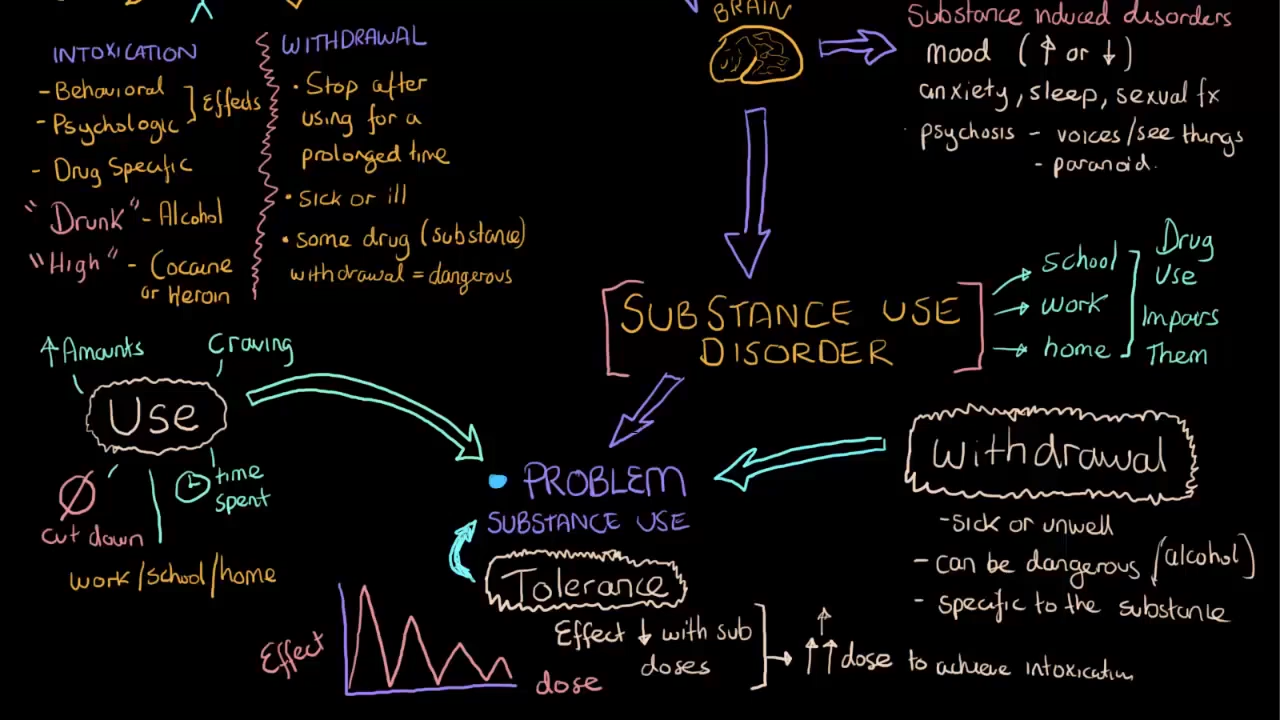 INTOXICATION
- Behavioral
- Psychologic
Effects
- Drug Specific
"Drunk" - Alcohol
"High" - Cocaine
or Heroin
WITHDRAWAL
• Stop after
using for a
prolonged time
• Sick or ill
• Some drug (substance)
withdrawal = dangerous
BRAIN
Substance induced disorders
mood (↑ or ↓)
anxiety, sleep, sexual fx
psychosis - voices/see things
- paranoid.
SUBSTANCE USE
DISORDER
school
work
home
Drug
Use
Impairs
Them
↑ Amounts
Craving
Use
cut down
time
spent
work/school/home
• PROBLEM
SUBSTANCE USE
Withdrawal
- sick or unwell
- can be dangerous (alcohol)
- specific to the substance
Tolerance
Effect ↓ with sub
doses
↑↑↑ dose to achieve intoxication
Effect
dose